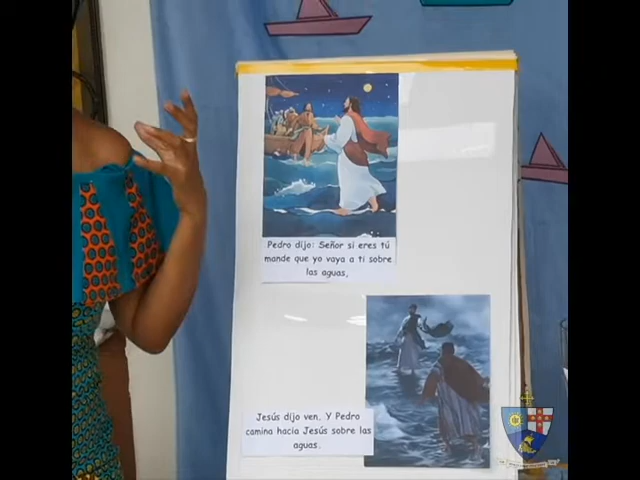 Pedro dijo: Señor si eres tú
mande que yo vaya a ti sobre
las aguas,
Jesús dijo ven. Y Pedro
camina hacia Jesús sobre las
aguas.